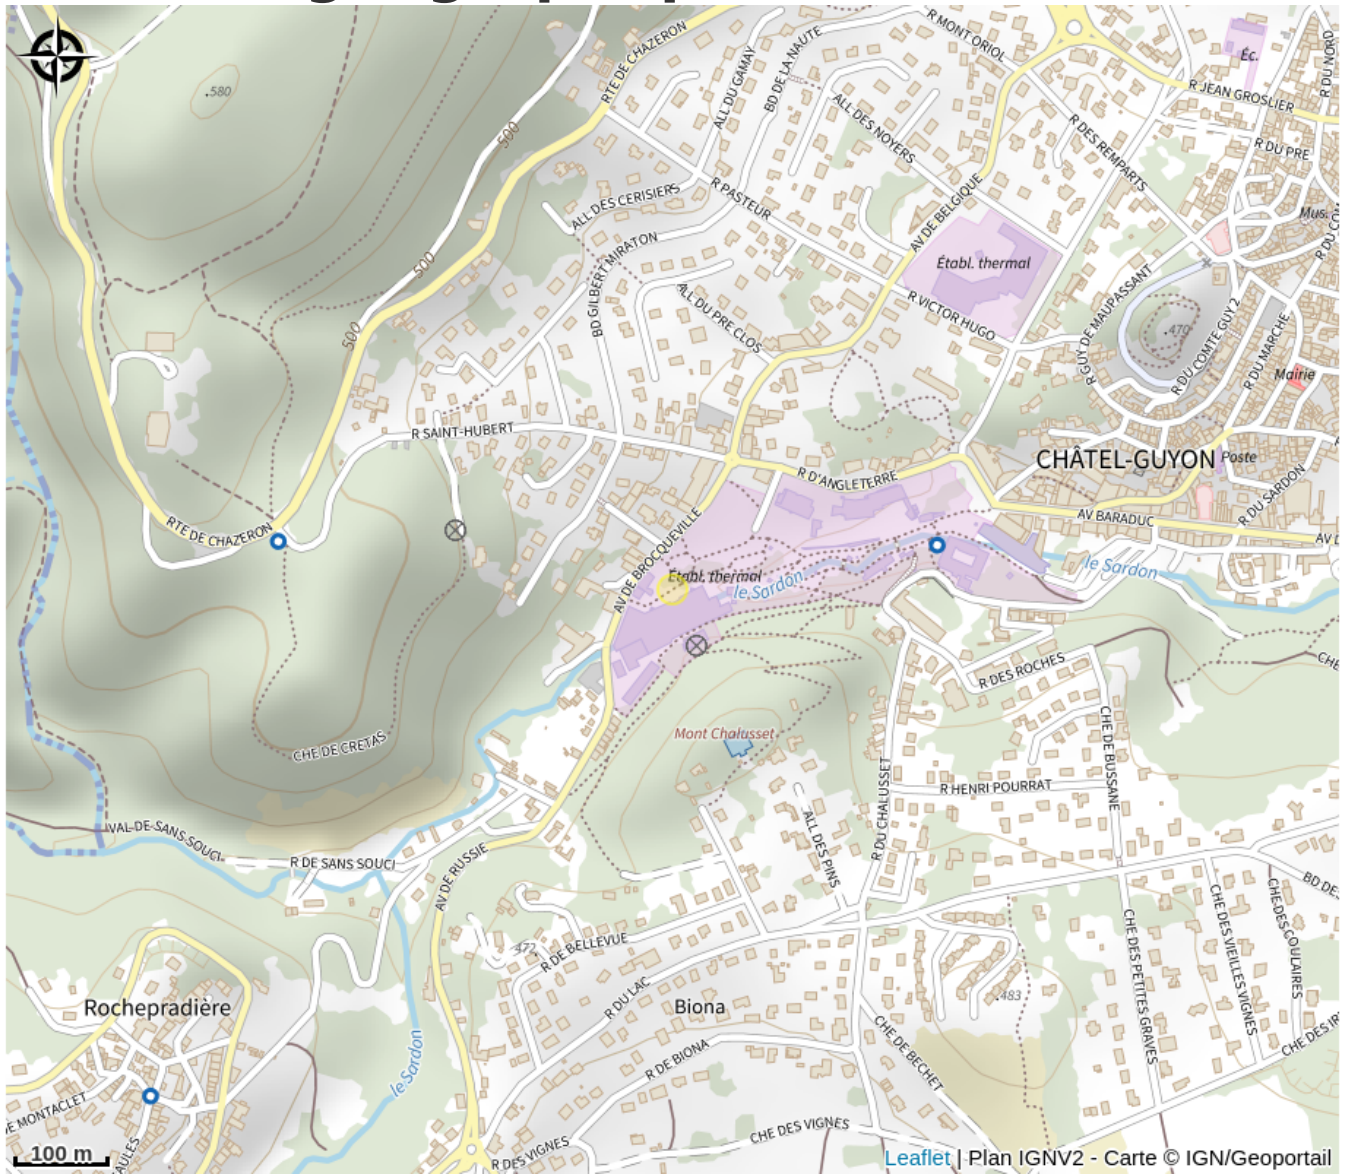 R MONT ORIOL
Éc.
R DU NORD
RTE DE CHAZERON
ALL DU GAMAY
BD DE LA NAUTE
R JEAN GROSLIER
.580
ALL DES NOYERS
R DES REMPARTS
R DU PRE
500
ALL DES CERISIERS
R PASTEUR
AV DE BELGIQUE
Mus.
BD GILBERT MIRATON
Établ. thermal
500
ALL DU PRE CLOS
R VICTOR HUGO
R GUY DE MAUPASSANT
.470
R DU COMTE GUY 2
R DU MARCHE
500
Mairie
R SAINT-HUBERT
CHÂTEL-GUYON
Poste
R D'ANGLETERRE
R DU SARDON
AV BARADUC
RTE DE CHAZERON
AV DE BROCQUEVILLE
Établ. thermal
le Sardon
le Sardon
R DES ROCHES
CHE DE CRETAS
Mont Chalusset
CHE DE BUSSANE
R DU CHALUSSET
R HENRI POURRAT
ALL DES PINS
VAL DE SANS SOUCI
R DE SANS SOUCI
AV DE RUSSIE
472
R DE BELLEVUE
CHE DES PETITES GRAVES
CHE DES VIEILLES VIGNES
CHE DES COULAIRES
R DU LAC
.483
Rochepradière
Biona
CHE DE BECHET
R DE BIONA
le Sardon
E MONTACLET
CHE DES VIGNES
R DES VIGNES
100 m
Leaflet | Plan IGNV2 - Carte © IGN/Geoportail